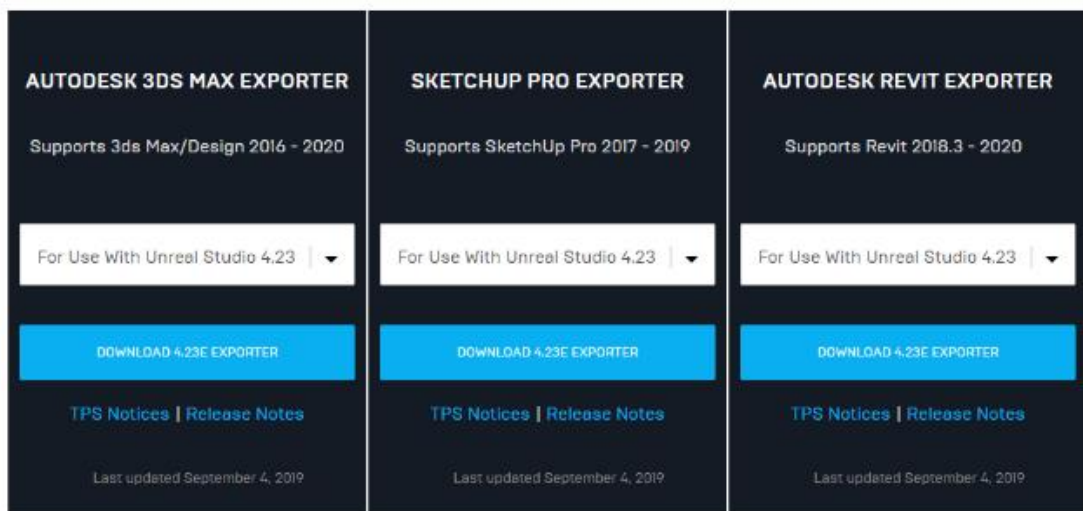 AUTODESK 3DS MAX EXPORTER
Supports 3ds Max/Design 2016 - 2020
For Use With Unreal Studio 4.23
DOWNLOAD 4.23E EXPORTER
TPS Notices | Release Notes
Last updated September 4, 2019
SKETCHUP PRO EXPORTER
Supports SketchUp Pro 2017 - 2019
For Use With Unreal Studio 4.23
DOWNLOAD 4.23E EXPORTER
TPS Notices | Release Notes
Last updated September 4, 2019
AUTODESK REVIT EXPORTER
Supports Revit 2018.3 - 2020
For Use With Unreal Studio 4.23
DOWNLOAD 4.23E EXPORTER
TPS Notices | Release Notes
Last updated September 4, 2019